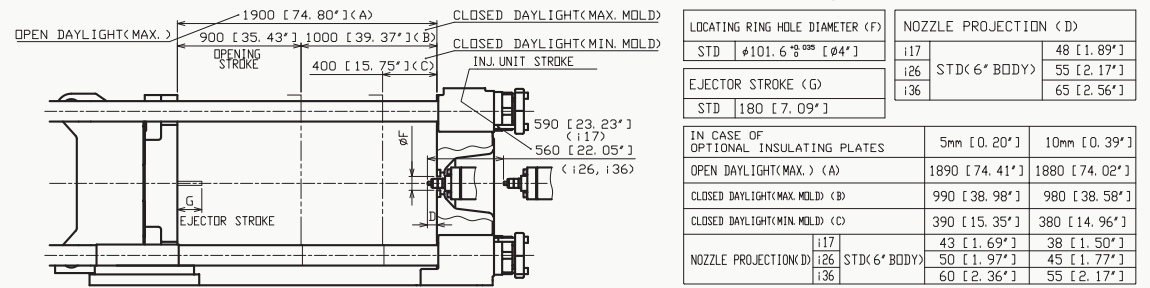 1900 [74.80"](A)
CLOSED DAYLIGHT(MAX. MOLD)
OPEN DAYLIGHT(MAX.)
900 [35.43"]
1000 [39.37"](B)
CLOSED DAYLIGHT(MIN. MOLD)
OPENING
STROKE
400 [15.75"](C)
INJ. UNIT STROKE
590 [23.23"]
(i17)
560 [22.05"]
(i26,i36)
øF
G
D
EJECTOR STROKE
LOCATING RING HOLE DIAMETER (F)
STD ø101.6 +0.035 0 [ø4"]
EJECTOR STROKE (G)
STD 180 [7.09"]
NOZZLE PROJECTION (D)
i17 STD(6" BODY) 48 [1.89"]
i26 55 [2.17"]
i36 65 [2.56"]
IN CASE OF
OPTIONAL INSULATING PLATES 5mm [0.20"] 10mm [0.39"]
OPEN DAYLIGHT(MAX.) (A) 1890 [74.41"] 1880 [74.02"]
CLOSED DAYLIGHT(MAX. MOLD) (B) 990 [38.98"] 980 [38.58"]
CLOSED DAYLIGHT(MIN. MOLD) (C) 390 [15.35"] 380 [14.96"]
NOZZLE PROJECTION(D) i17 STD(6" BODY) 43 [1.69"] 38 [1.50"]
i26 50 [1.97"] 45 [1.77"]
i36 60 [2.36"] 55 [2.17"]